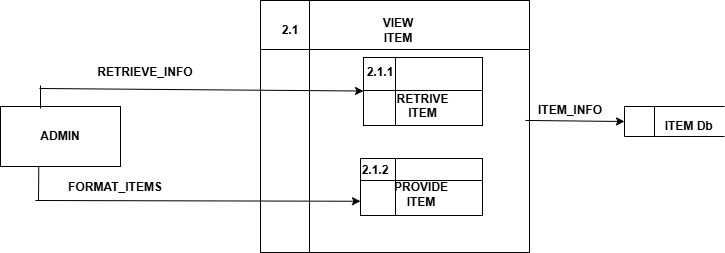 2.1
VIEW
ITEM
RETRIEVE_INFO
2.1.1
RETRIVE
ITEM
ITEM_INFO
ADMIN
ITEM Db
2.1.2
FORMAT_ITEMS
PROVIDE
ITEM